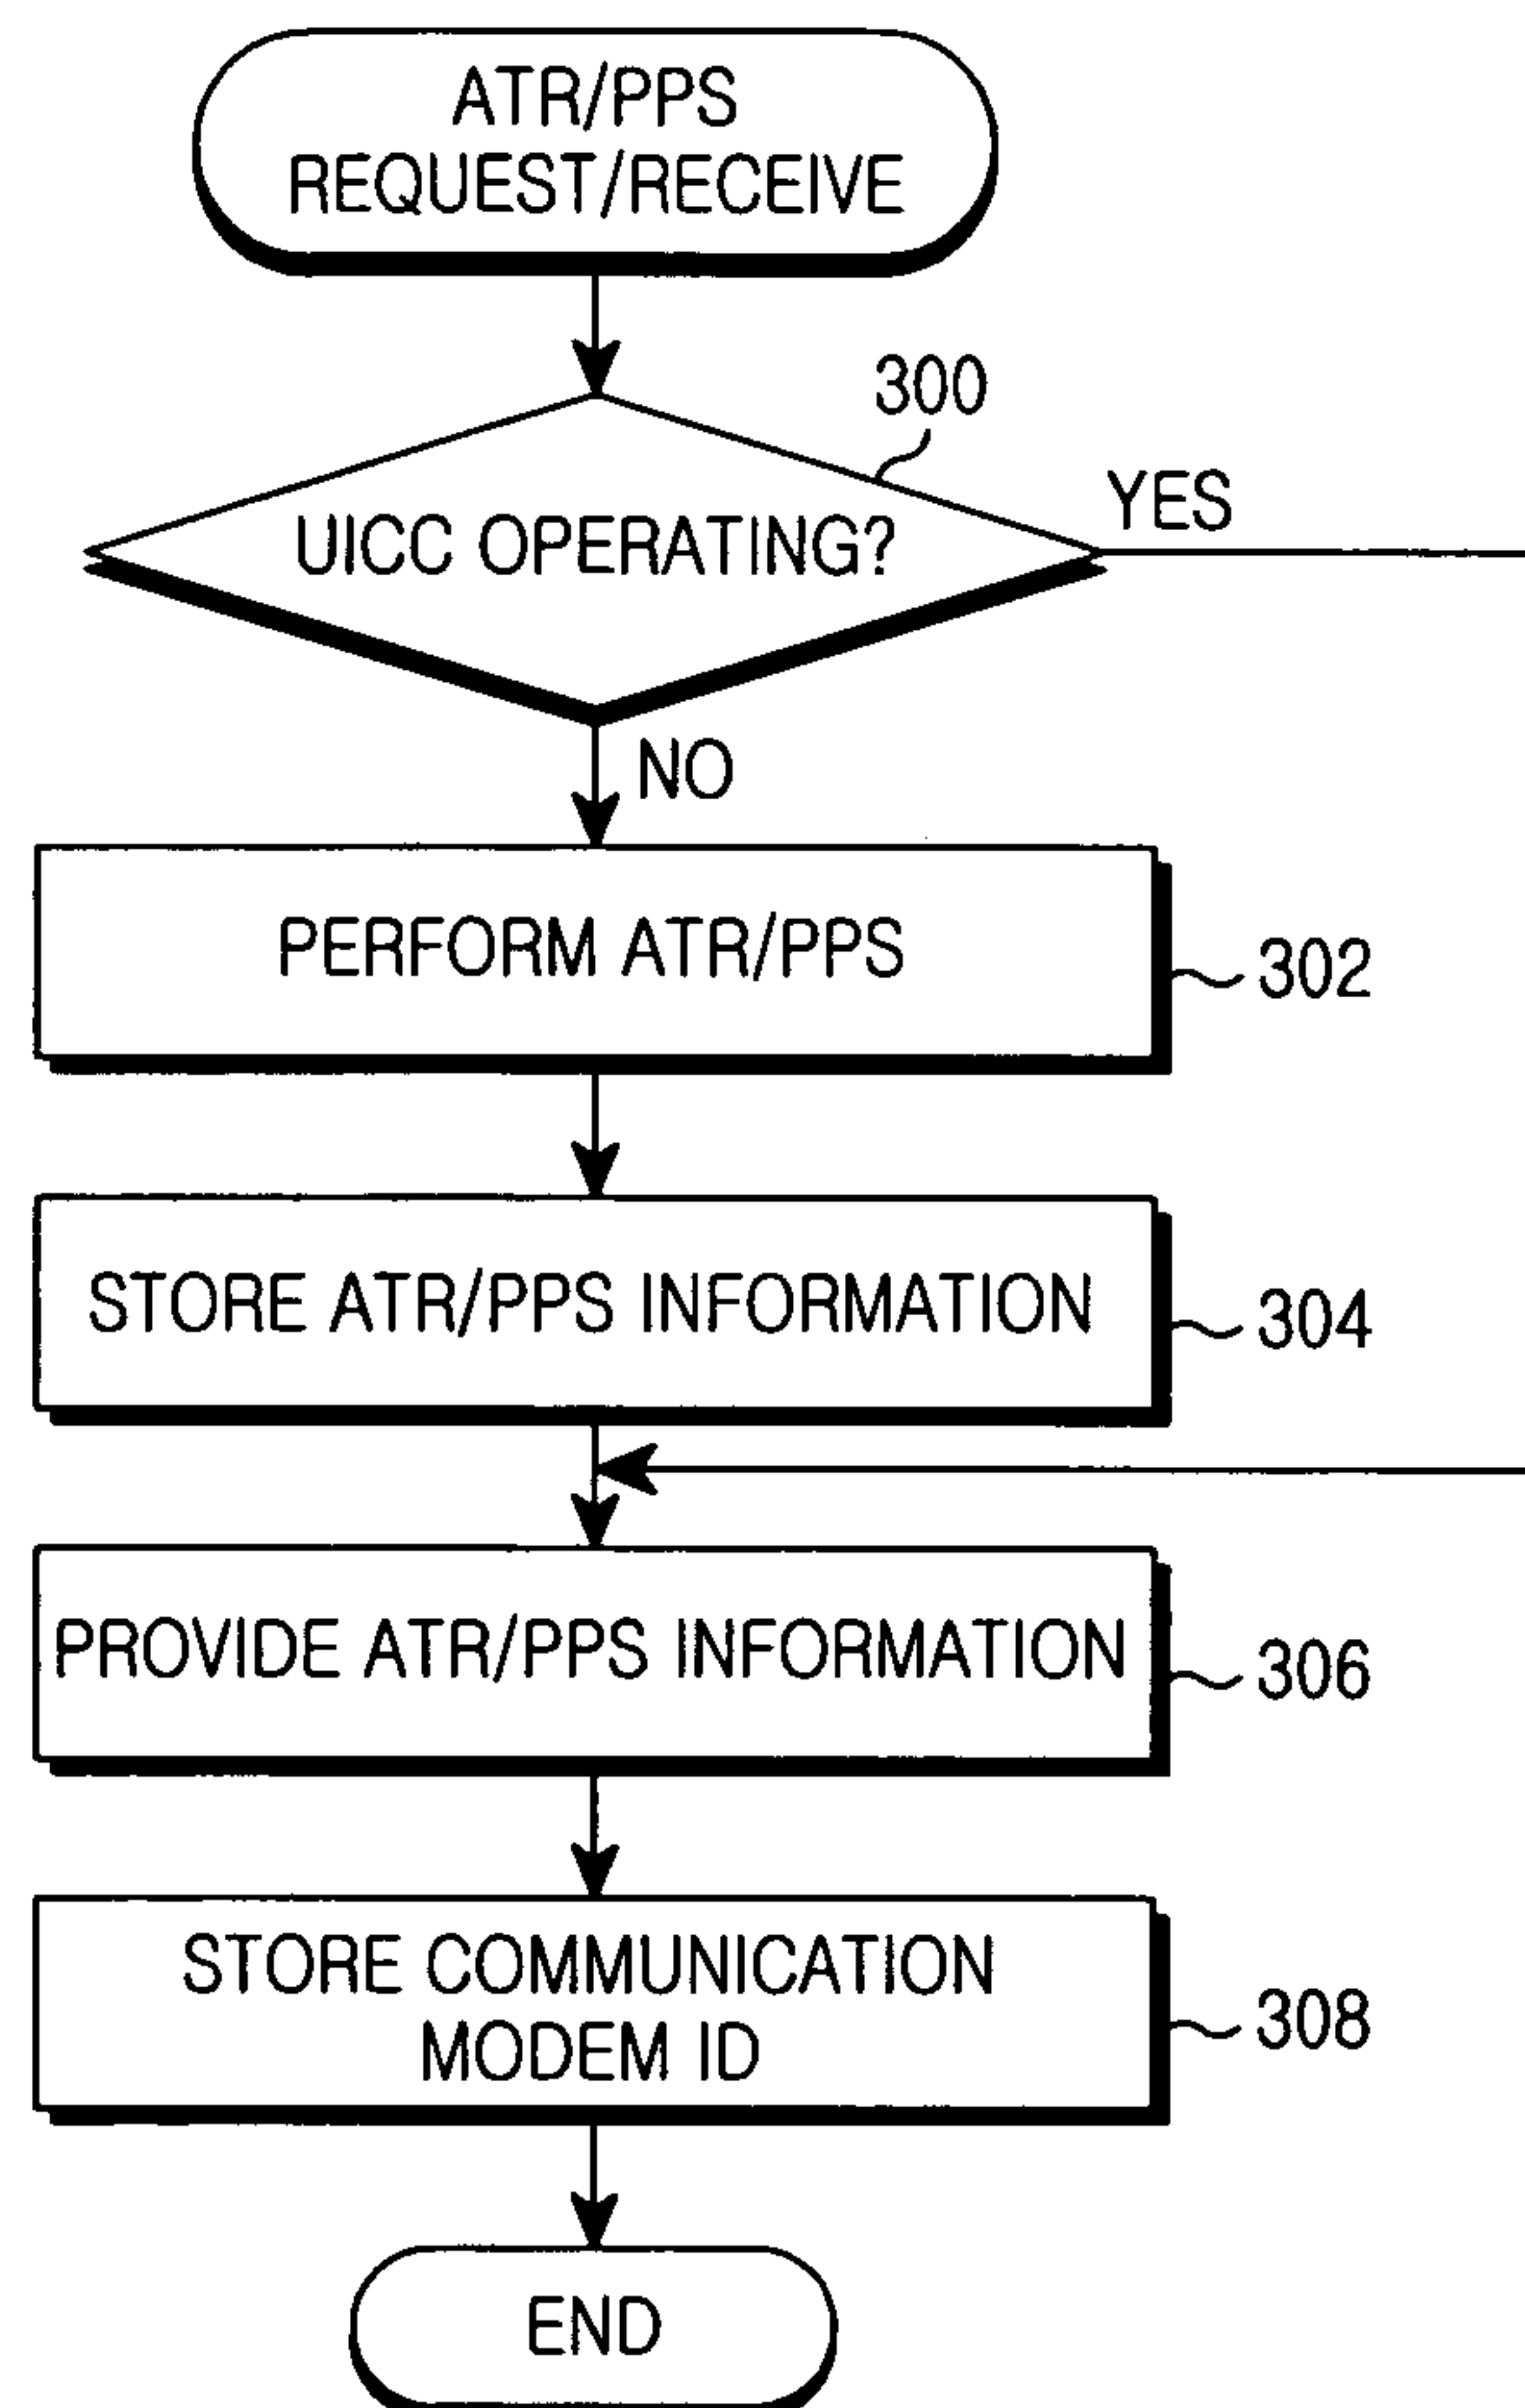 ATR/PPS
REQUEST/RECEIVE
300
UICC OPERATING?
YES
NO
PERFORM ATR/PPS
302
STORE ATR/PPS INFORMATION
304
PROVIDE ATR/PPS INFORMATION
306
STORE COMMUNICATION
MODEM ID
308
END